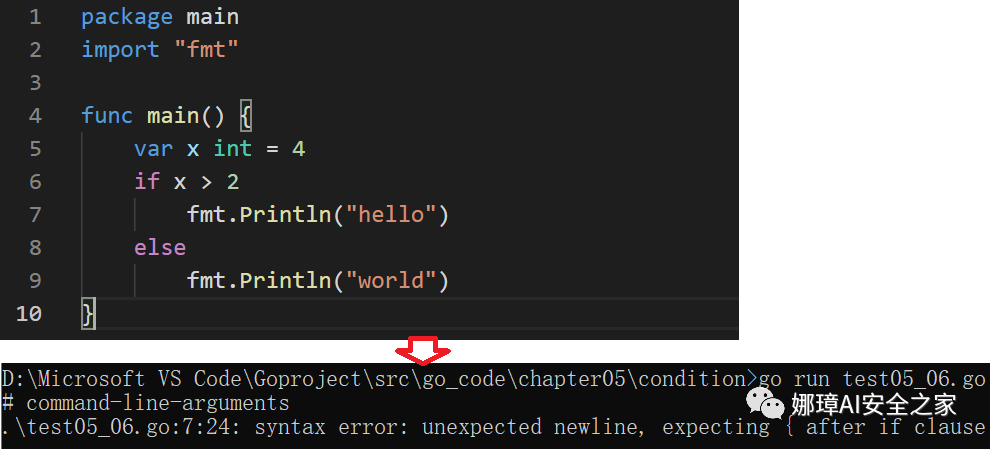 1 package main
2 import "fmt"
3
4 func main() {
5 var x int = 4
6 if x > 2
7 fmt.Println("hello")
8 else
9 fmt.Println("world")
10 }
D:\Microsoft VS Code\Goproject\src\go_code\chapter05\condition>go run test05_06.go
# command-line-arguments
.\test05_06.go:7:24: syntax error: unexpected newline, expecting { after if clause
娜璋AI安全之家